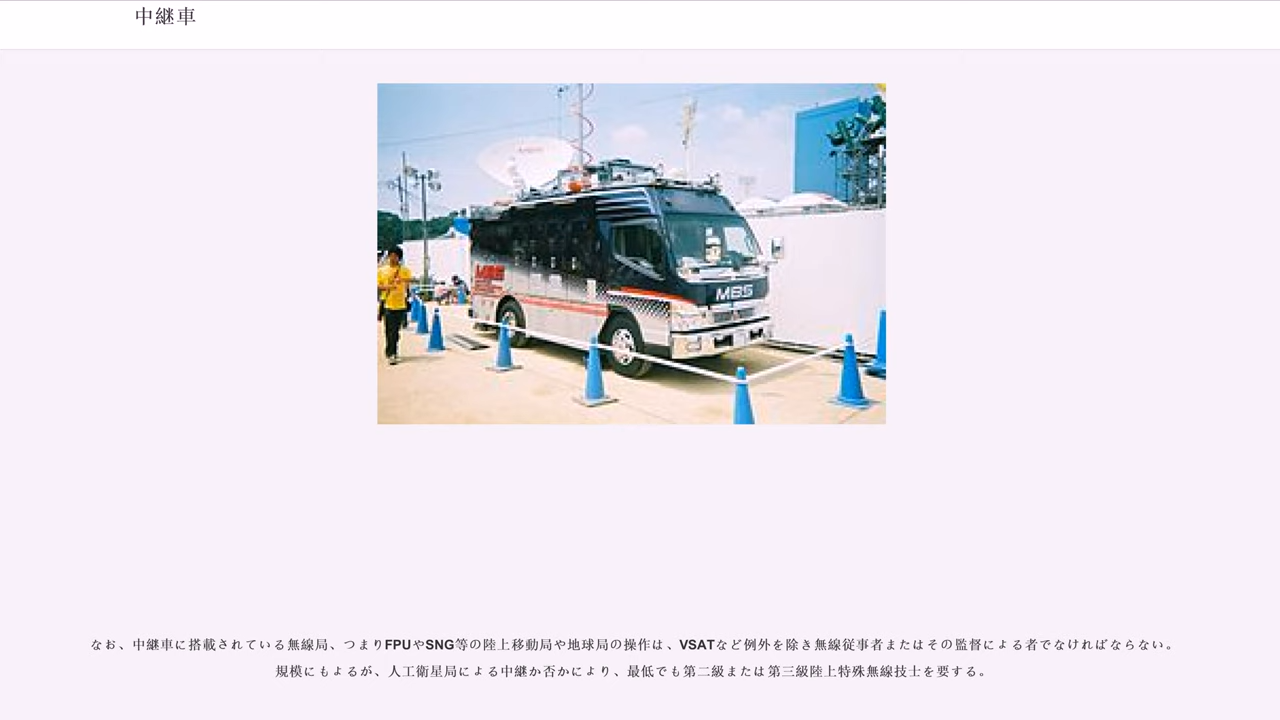 中継車
MBS
MBS
なお、中継車に搭載されている無線局、つまりFPUやSNG等の陸上移動局や地球局の操作は、VSATなど例外を除き無線従事者またはその監督による者でなければならない。
規模にもよるが、人工衛星局による中継か否かにより、最低でも第二級または第三級陸上特殊無線技士を要する。